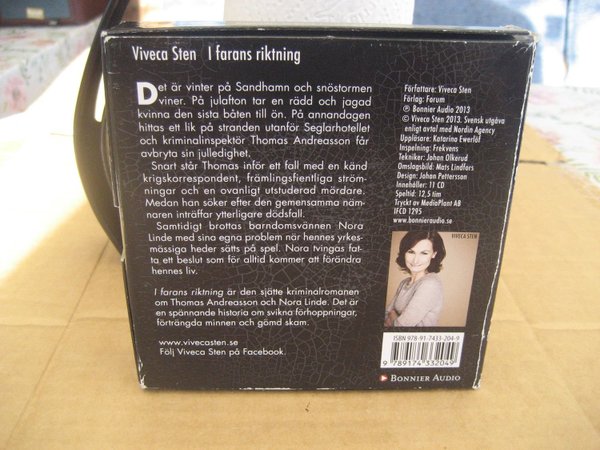 Viveca Sten I farans riktning
Det är vinter på Sandhamn och snöstormen
viner. På julafton tar en rädd och jagad
kvinna den sista båten till ön. På annandagen
hittas ett lik på stranden utanför Seglarhotellet
och kriminalinspektör Thomas Andreasson får
avbryta sin julledighet.
Snart står Thomas inför ett fall med en känd
krigskorrespondent, främlingsfientliga ström-
ningar och en ovanligt utstuderad mördare.
Medan han söker efter den gemensamma näm-
naren inträffar ytterligare dödsfall.
Samtidigt brottas barndomsvännen Nora
Linde med sina egna problem när hennes yrkes-
mässiga heder sätts på spel. Nora tvingas fat-
ta ett beslut som för alltid kommer att förändra
hennes liv.
I farans riktning är den sjätte kriminalromanen
om Thomas Andreasson och Nora Linde. Det är
en spännande historia om svikna förhoppningar,
förträngda minnen och gömd skam.
www.vivecasten.se
Följ Viveca Sten på Facebook.
Författare: Viveca Sten
Förlag: Forum
℗ Bonnier Audio 2013
© Viveca Sten 2013. Svensk utgåva
enligt avtal med Nordin Agency
Uppläsare: Katarina Ewerlöf
Inspelning: Frekvens
Tekniker: Johan Olkerud
Omslagsbild: Mats Lindfors
Design: Johan Pettersson
Innehåller: 11 CD
Speltid: 12,5 tim
Tryckt av MediaPlant AB
IFCD 1295
www.bonnieraudio.se
VIVECA STEN
ISBN 978-91-7433-204-9
9 789174 332049
BONNIER AUDIO